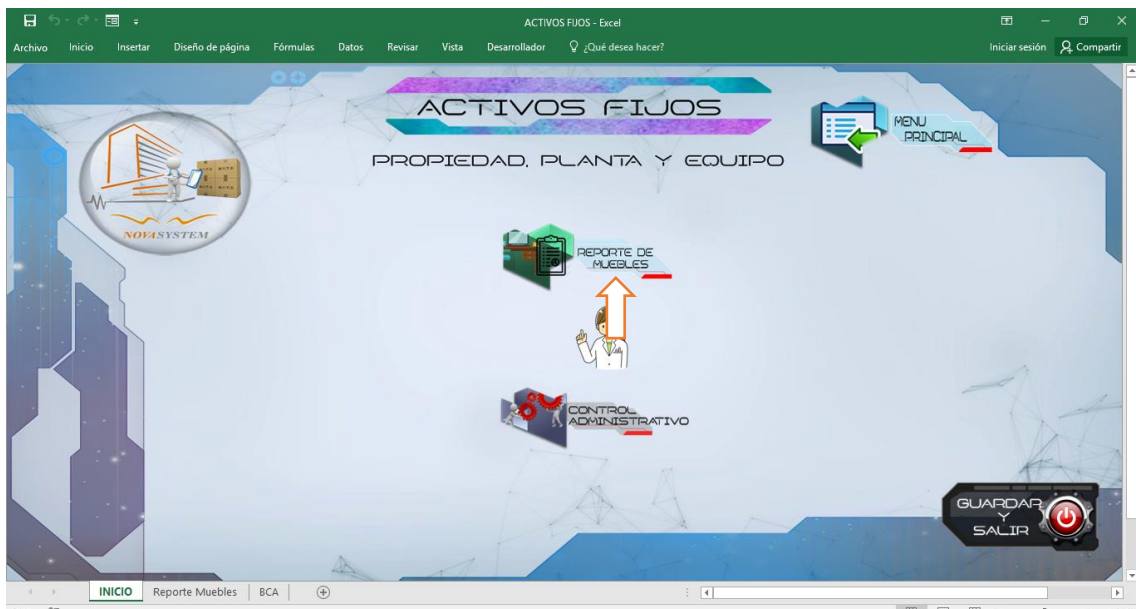 ACTIVOS FIJOS - Excel
Archivo Inicio Insertar Diseño de página Fórmulas Datos Revisar Vista Desarrollador ¿Qué desea hacer? Iniciar sesión Compartir
ACTIVOS FIJOS
MENU
PRINCIPAL
PROPIEDAD, PLANTA Y EQUIPO
NOVASYSTEM
REPORTE DE
MUEBLES
CONTROL
ADMINISTRATIVO
GUARDAR
Y
SALIR
INICIO Reporte Muebles BCA